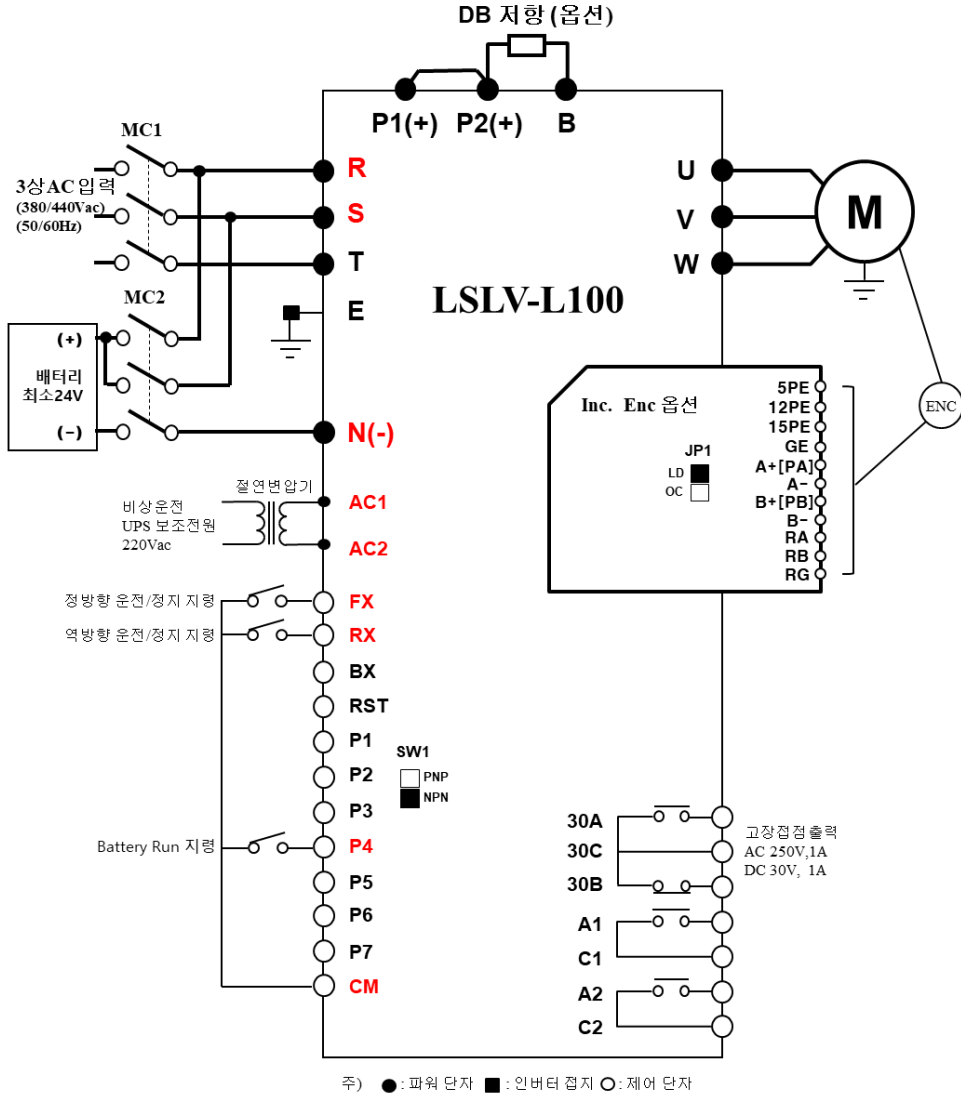 DB 저항 (옵션)
P1(+) P2(+) B
MC1
3상AC 입력
(380/440Vac)
(50/60Hz)
R
S
T
E
U
V
W
M
LSLV-L100
MC2
(+)
배터리
최소24V
(-)
N(-)
Inc. Enc 옵션
JP1
LD
OC
5PE
12PE
15PE
GE
A+[PA]
A-
B+[PB]
B-
RA
RB
RG
ENC
절연변압기
비상운전
UPS 보조전원
220Vac
AC1
AC2
정방향 운전/정지 지령
FX
역방향 운전/정지 지령
RX
BX
RST
P1
P2
P3
SW1
PNP
NPN
Battery Run 지령
P4
P5
P6
P7
CM
30A
30C
30B
A1
C1
A2
C2
고장접점출력
AC 250V,1A
DC 30V, 1A
주) ● : 파워 단자 ■ : 인버터 접지 ○ : 제어 단자